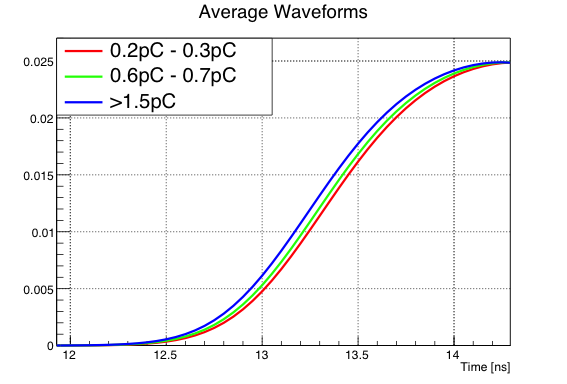 Average Waveforms
0.2pC - 0.3pC
0.6pC - 0.7pC
>1.5pC
0.025
0.02
0.015
0.01
0.005
0
12 12.5 13 13.5 14
Time [ns]